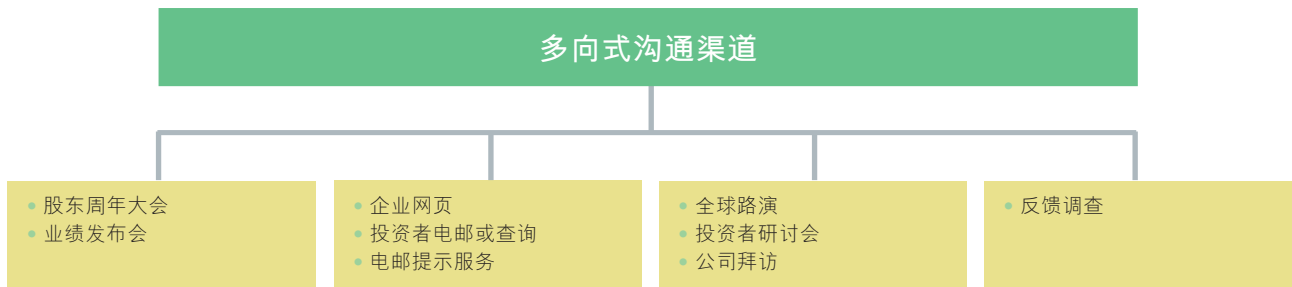 多向式沟通渠道
• 股东周年大会
• 业绩发布会
• 企业网页
• 投资者电邮或查询
• 电邮提示服务
• 全球路演
• 投资者研讨会
• 公司拜访
• 反馈调查